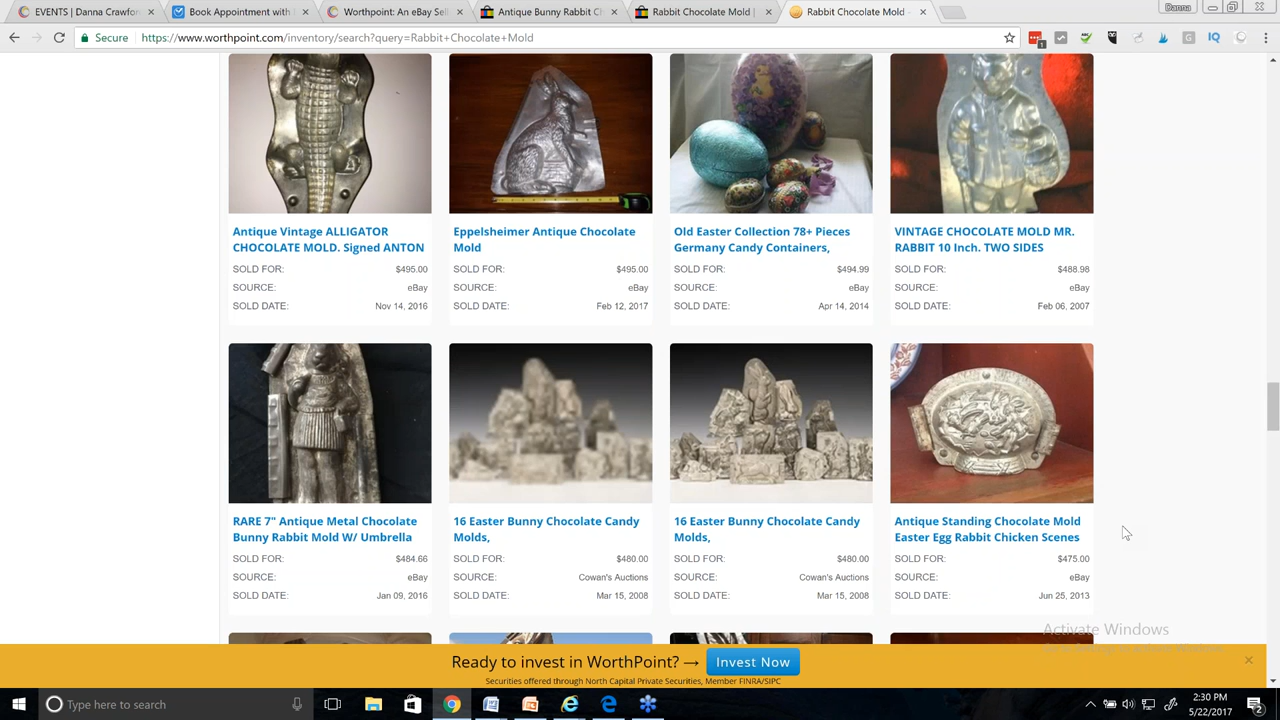 EVENTS | Danna Crawfor
Book Appointment with
Worthpoint: An eBay Sel
Antique Bunny Rabbit C
Rabbit Chocolate Mold |
Rabbit Chocolate Mold -
Danna
Secure https://www.worthpoint.com/inventory/search?query=Rabbit+Chocolate+Mold
Antique Vintage ALLIGATOR
CHOCOLATE MOLD. Signed ANTON
SOLD FOR: $495.00
SOURCE: eBay
SOLD DATE: Nov 14, 2016
Eppelsheimer Antique Chocolate
Mold
SOLD FOR: $495.00
SOURCE: eBay
SOLD DATE: Feb 12, 2017
Old Easter Collection 78+ Pieces
Germany Candy Containers,
SOLD FOR: $494.99
SOURCE: eBay
SOLD DATE: Apr 14, 2014
VINTAGE CHOCOLATE MOLD MR.
RABBIT 10 Inch. TWO SIDES
SOLD FOR: $488.98
SOURCE: eBay
SOLD DATE: Feb 06, 2007
RARE 7" Antique Metal Chocolate
Bunny Rabbit Mold W/ Umbrella
SOLD FOR: $484.66
SOURCE: eBay
SOLD DATE: Jan 09, 2016
16 Easter Bunny Chocolate Candy
Molds,
SOLD FOR: $480.00
SOURCE: Cowan's Auctions
SOLD DATE: Mar 15, 2008
16 Easter Bunny Chocolate Candy
Molds,
SOLD FOR: $480.00
SOURCE: Cowan's Auctions
SOLD DATE: Mar 15, 2008
Antique Standing Chocolate Mold
Easter Egg Rabbit Chicken Scenes
SOLD FOR: $475.00
SOURCE: eBay
SOLD DATE: Jun 25, 2013
Activate Windows
Ready to invest in WorthPoint? → Invest Now
Securities offered through North Capital Private Securities, Member FINRA/SIPC
Type here to search
2:30 PM
5/22/2017